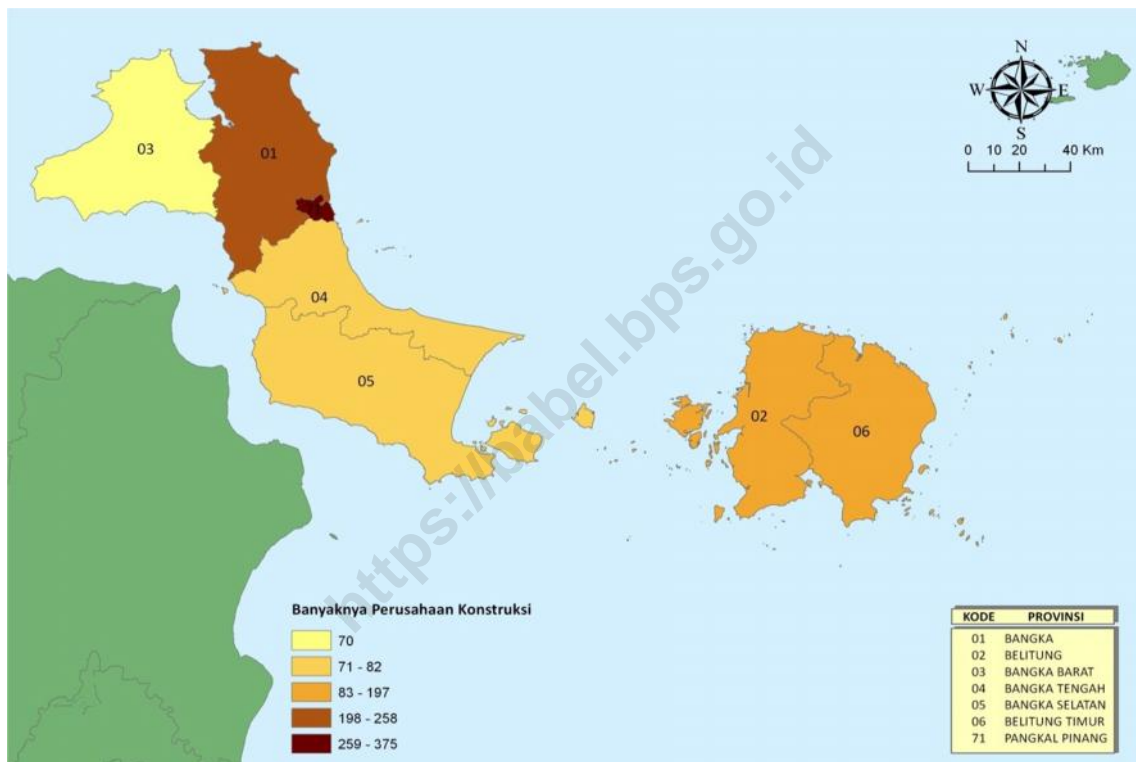 N
W E
S
0 10 20 40 Km
03
01
04
05
02
06
https://babel.bps.go.id
Banyaknya Perusahaan Konstruksi
70
71 - 82
83 - 197
198 - 258
259 - 375
KODE PROVINSI
01 BANGKA
02 BELITUNG
03 BANGKA BARAT
04 BANGKA TENGAH
05 BANGKA SELATAN
06 BELITUNG TIMUR
71 PANGKAL PINANG